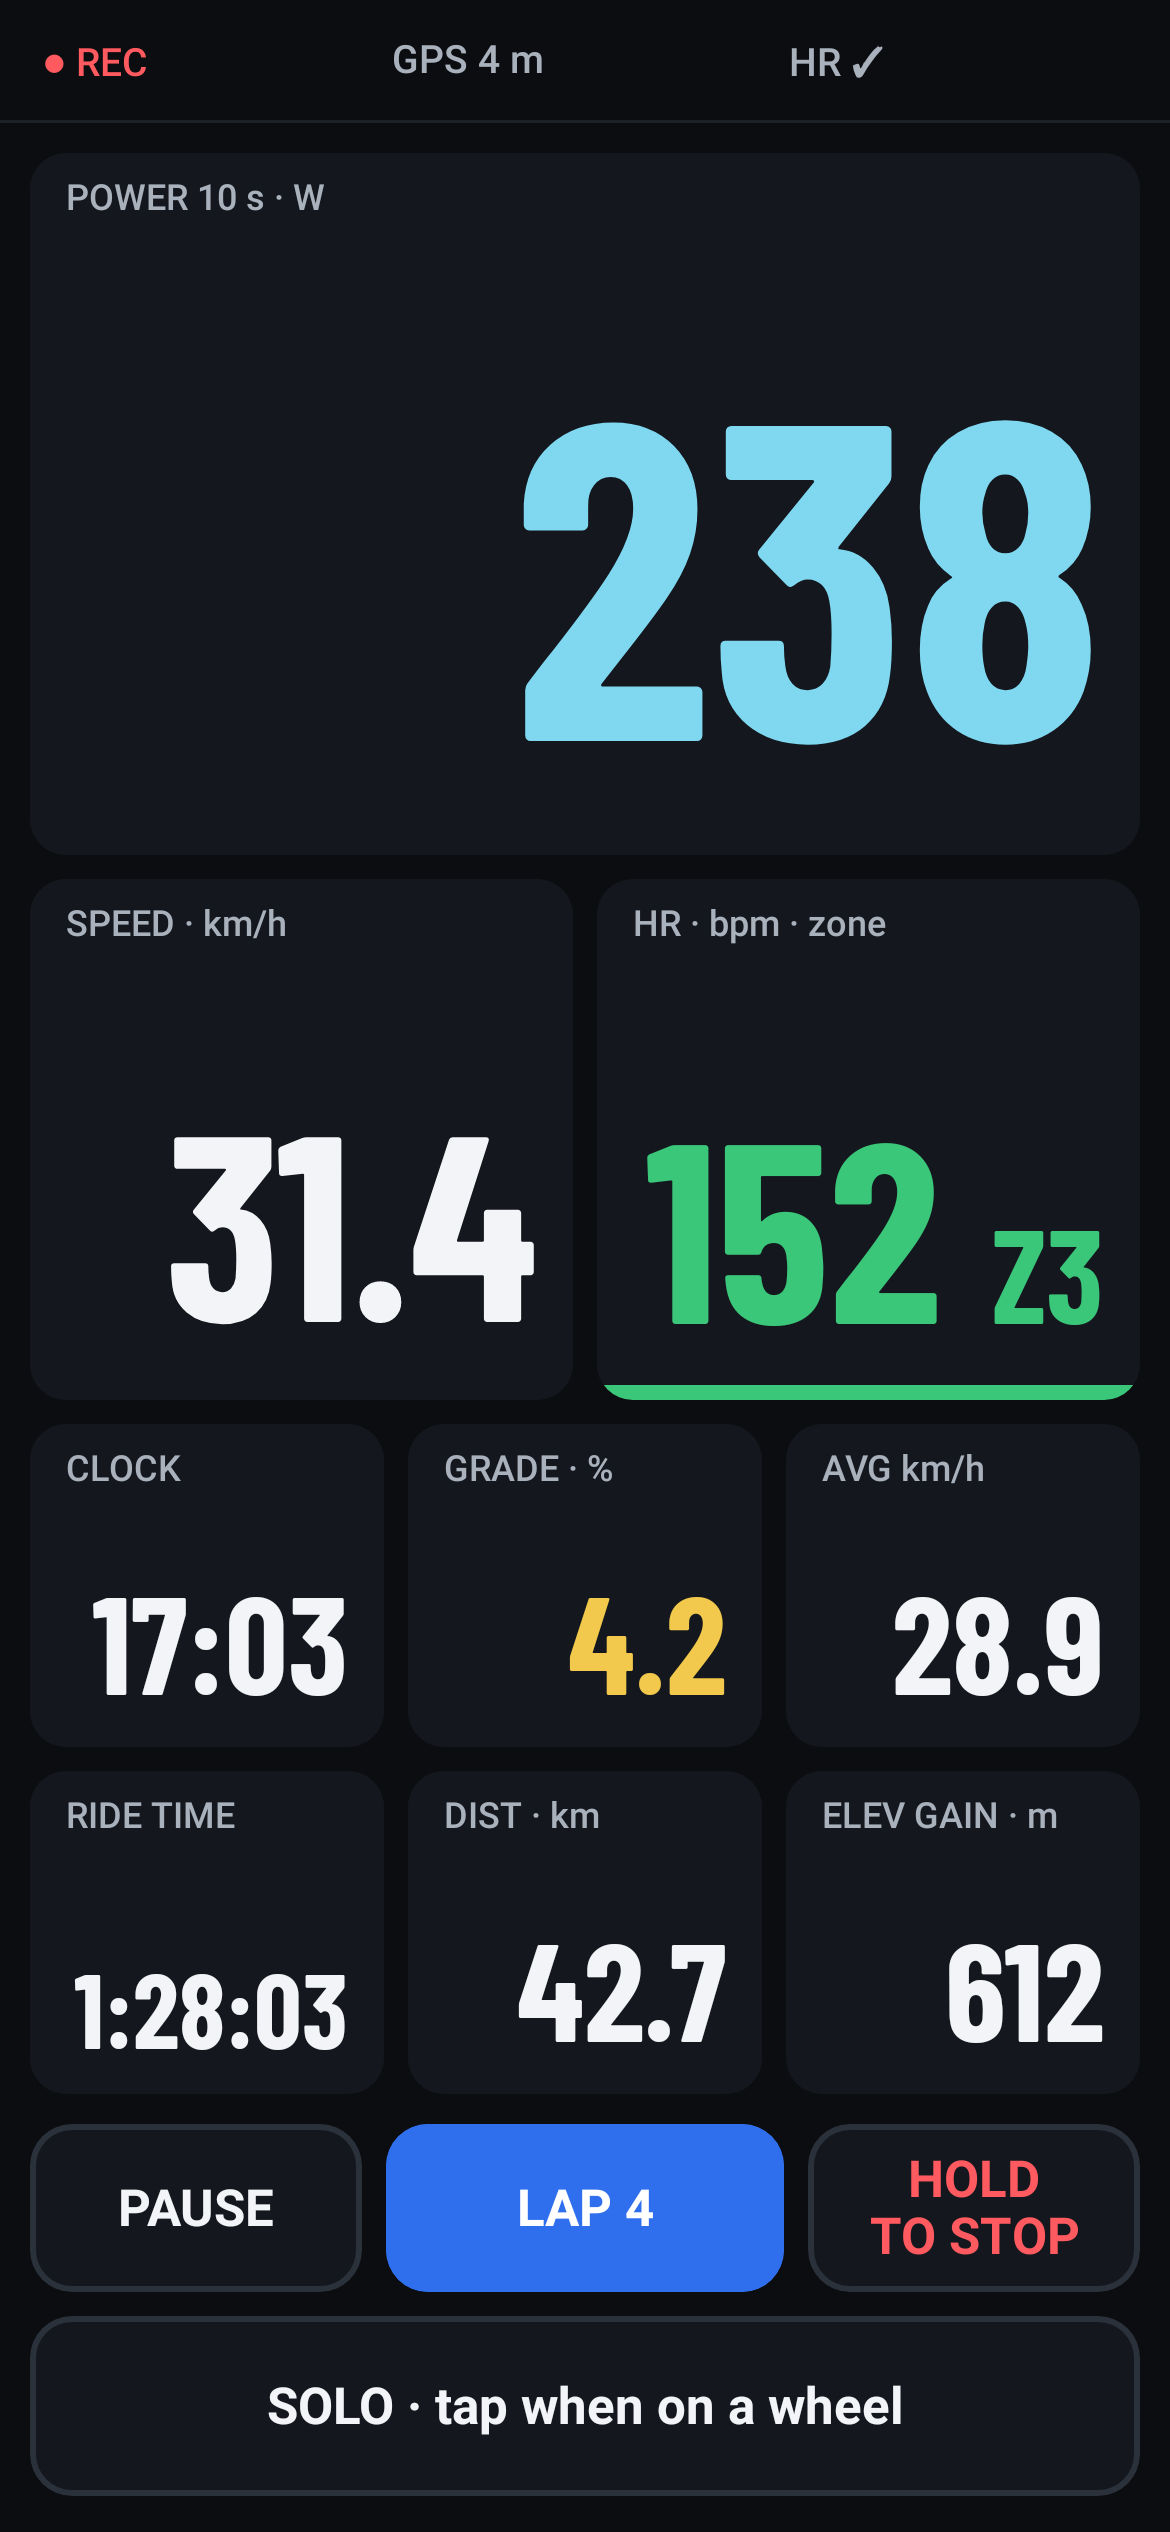 ● REC
GPS 4 m
HR ✓
POWER 10 s · W
238
SPEED · km/h
31.4
HR · bpm · zone
152 Z3
CLOCK
17:03
GRADE · %
4.2
AVG km/h
28.9
RIDE TIME
1:28:03
DIST · km
42.7
ELEV GAIN · m
612
PAUSE
LAP 4
HOLD
TO STOP
SOLO · tap when on a wheel